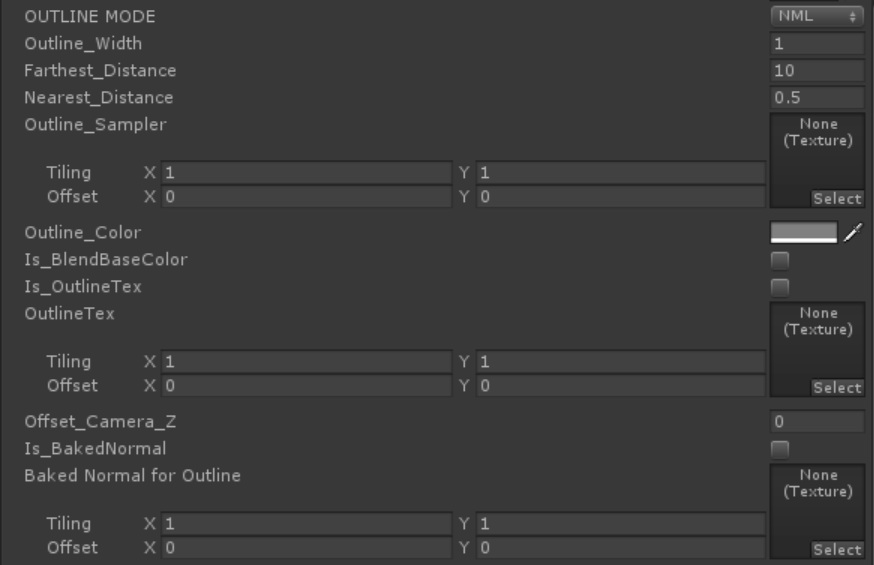 OUTLINE MODE NML
Outline_Width 1
Farthest_Distance 10
Nearest_Distance 0.5
Outline_Sampler None
(Texture)
Tiling X 1 Y 1
Offset X 0 Y 0 Select
Outline_Color
Is_BlendBaseColor
Is_OutlineTex
OutlineTex None
(Texture)
Tiling X 1 Y 1
Offset X 0 Y 0 Select
Offset_Camera_Z 0
Is_BakedNormal
Baked Normal for Outline None
(Texture)
Tiling X 1 Y 1
Offset X 0 Y 0 Select